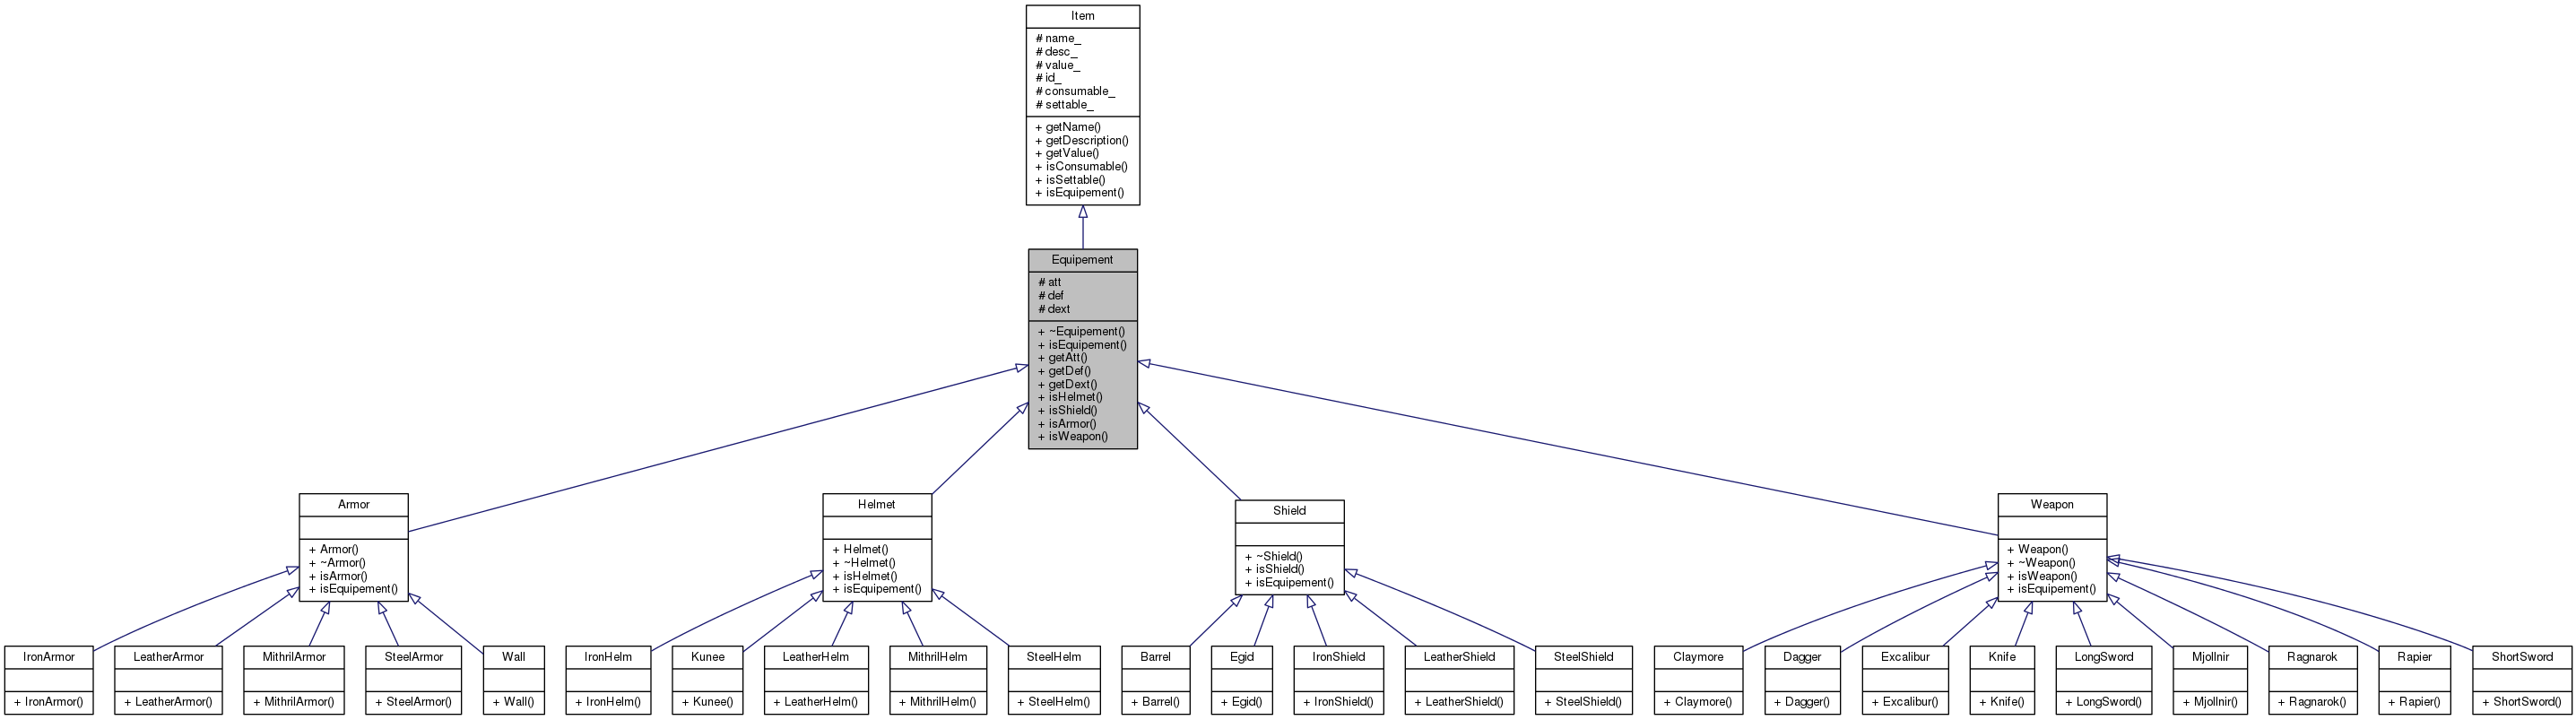 Item
# name_
# desc_
# value_
# id_
# consumable_
# settable_
+ getName()
+ getDescription()
+ getValue()
+ isConsumable()
+ isSettable()
+ isEquipement()
Equipement
# att
# def
# dext
+ ~Equipement()
+ isEquipement()
+ getAtt()
+ getDef()
+ getDext()
+ isHelmet()
+ isShield()
+ isArmor()
+ isWeapon()
Armor
+ Armor()
+ ~Armor()
+ isArmor()
+ isEquipement()
Helmet
+ Helmet()
+ ~Helmet()
+ isHelmet()
+ isEquipement()
Shield
+ ~Shield()
+ isShield()
+ isEquipement()
Weapon
+ Weapon()
+ ~Weapon()
+ isWeapon()
+ isEquipement()
IronArmor
+ IronArmor()
LeatherArmor
+ LeatherArmor()
MithrilArmor
+ MithrilArmor()
SteelArmor
+ SteelArmor()
Wall
+ Wall()
IronHelm
+ IronHelm()
Kunee
+ Kunee()
LeatherHelm
+ LeatherHelm()
MithrilHelm
+ MithrilHelm()
SteelHelm
+ SteelHelm()
Barrel
+ Barrel()
Egid
+ Egid()
IronShield
+ IronShield()
LeatherShield
+ LeatherShield()
SteelShield
+ SteelShield()
Claymore
+ Claymore()
Dagger
+ Dagger()
Excalibur
+ Excalibur()
Knife
+ Knife()
LongSword
+ LongSword()
Mjollnir
+ Mjollnir()
Ragnarok
+ Ragnarok()
Rapier
+ Rapier()
ShortSword
+ ShortSword()